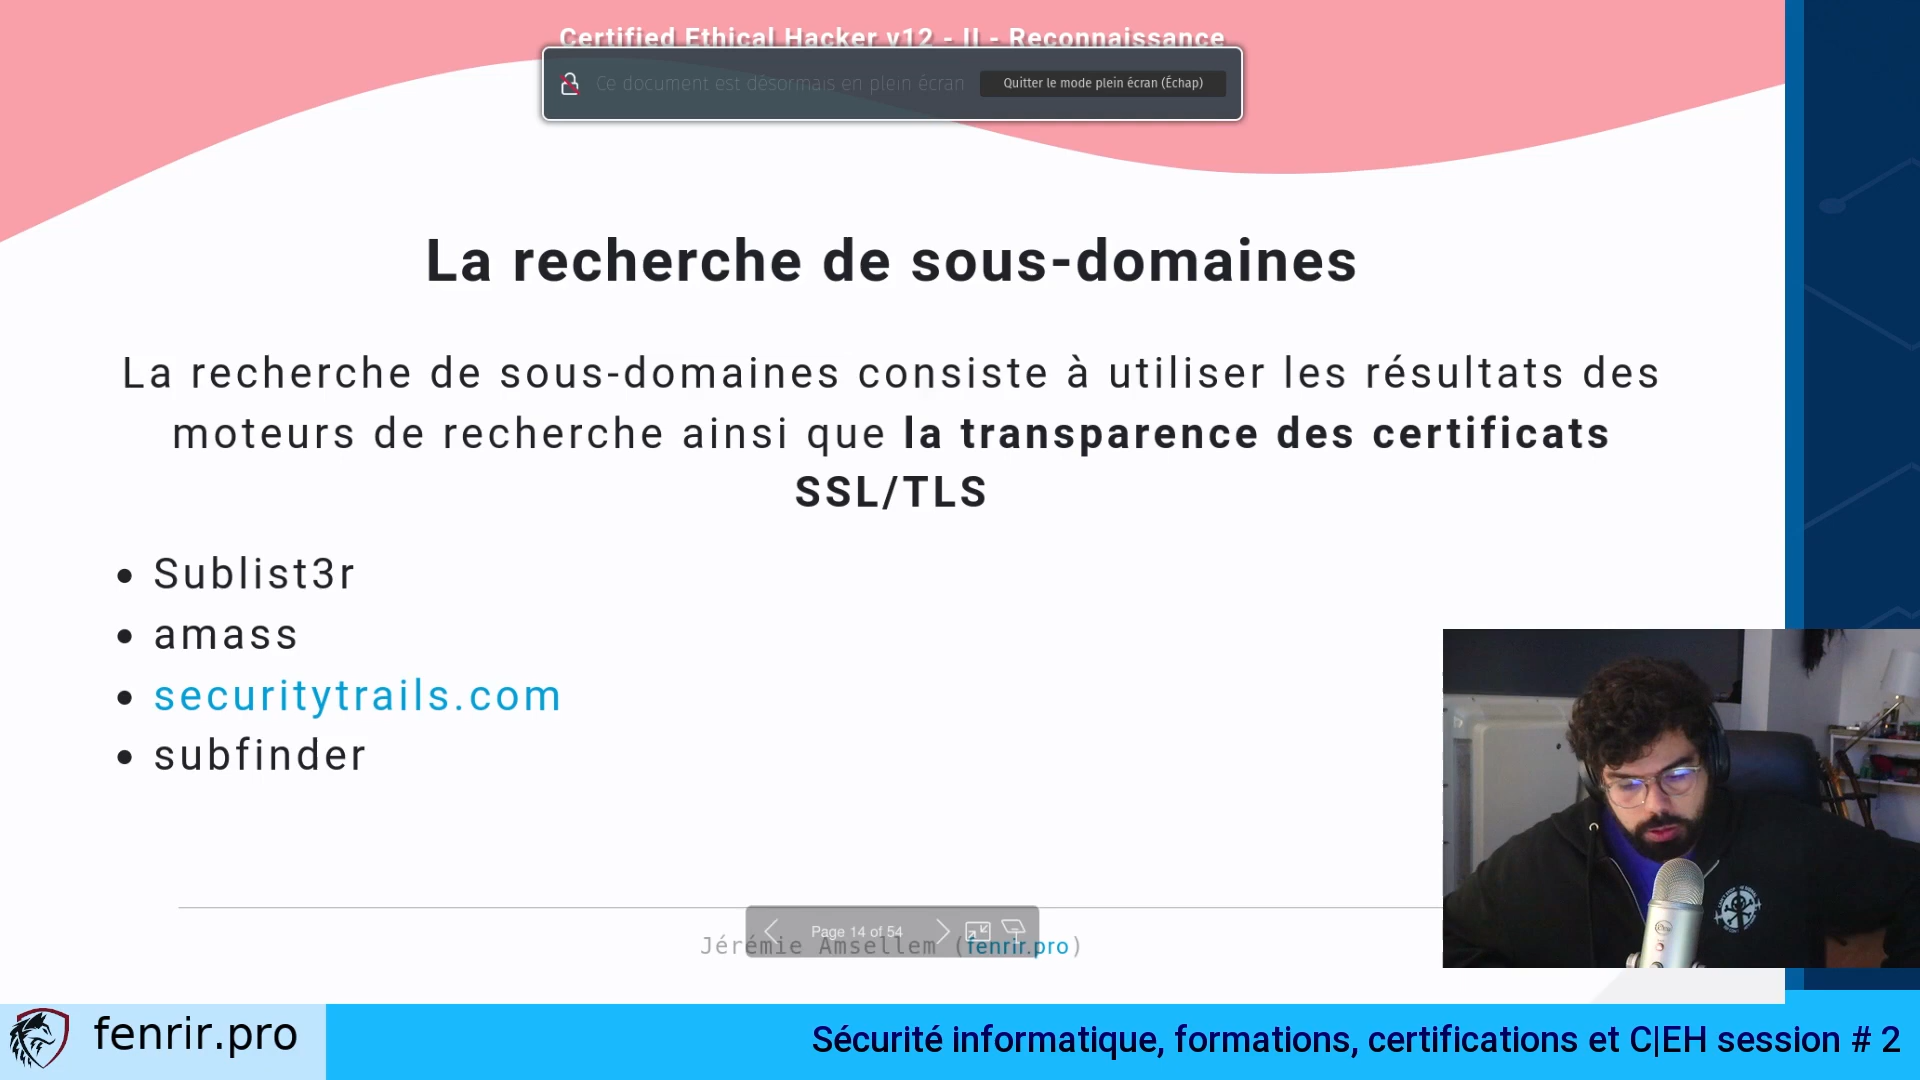 Certified Ethical Hacker v12 - II - Reconnaissance
Ce document est désormais en plein écran
Quitter le mode plein écran (Échap)
La recherche de sous-domaines
La recherche de sous-domaines consiste à utiliser les résultats des
moteurs de recherche ainsi que la transparence des certificats
SSL/TLS
• Sublist3r
• amass
• securitytrails.com
• subfinder
Page 14 of 54
Jérémie Amsellem (fenrir.pro)
fenrir.pro
Sécurité informatique, formations, certifications et C|EH session # 2